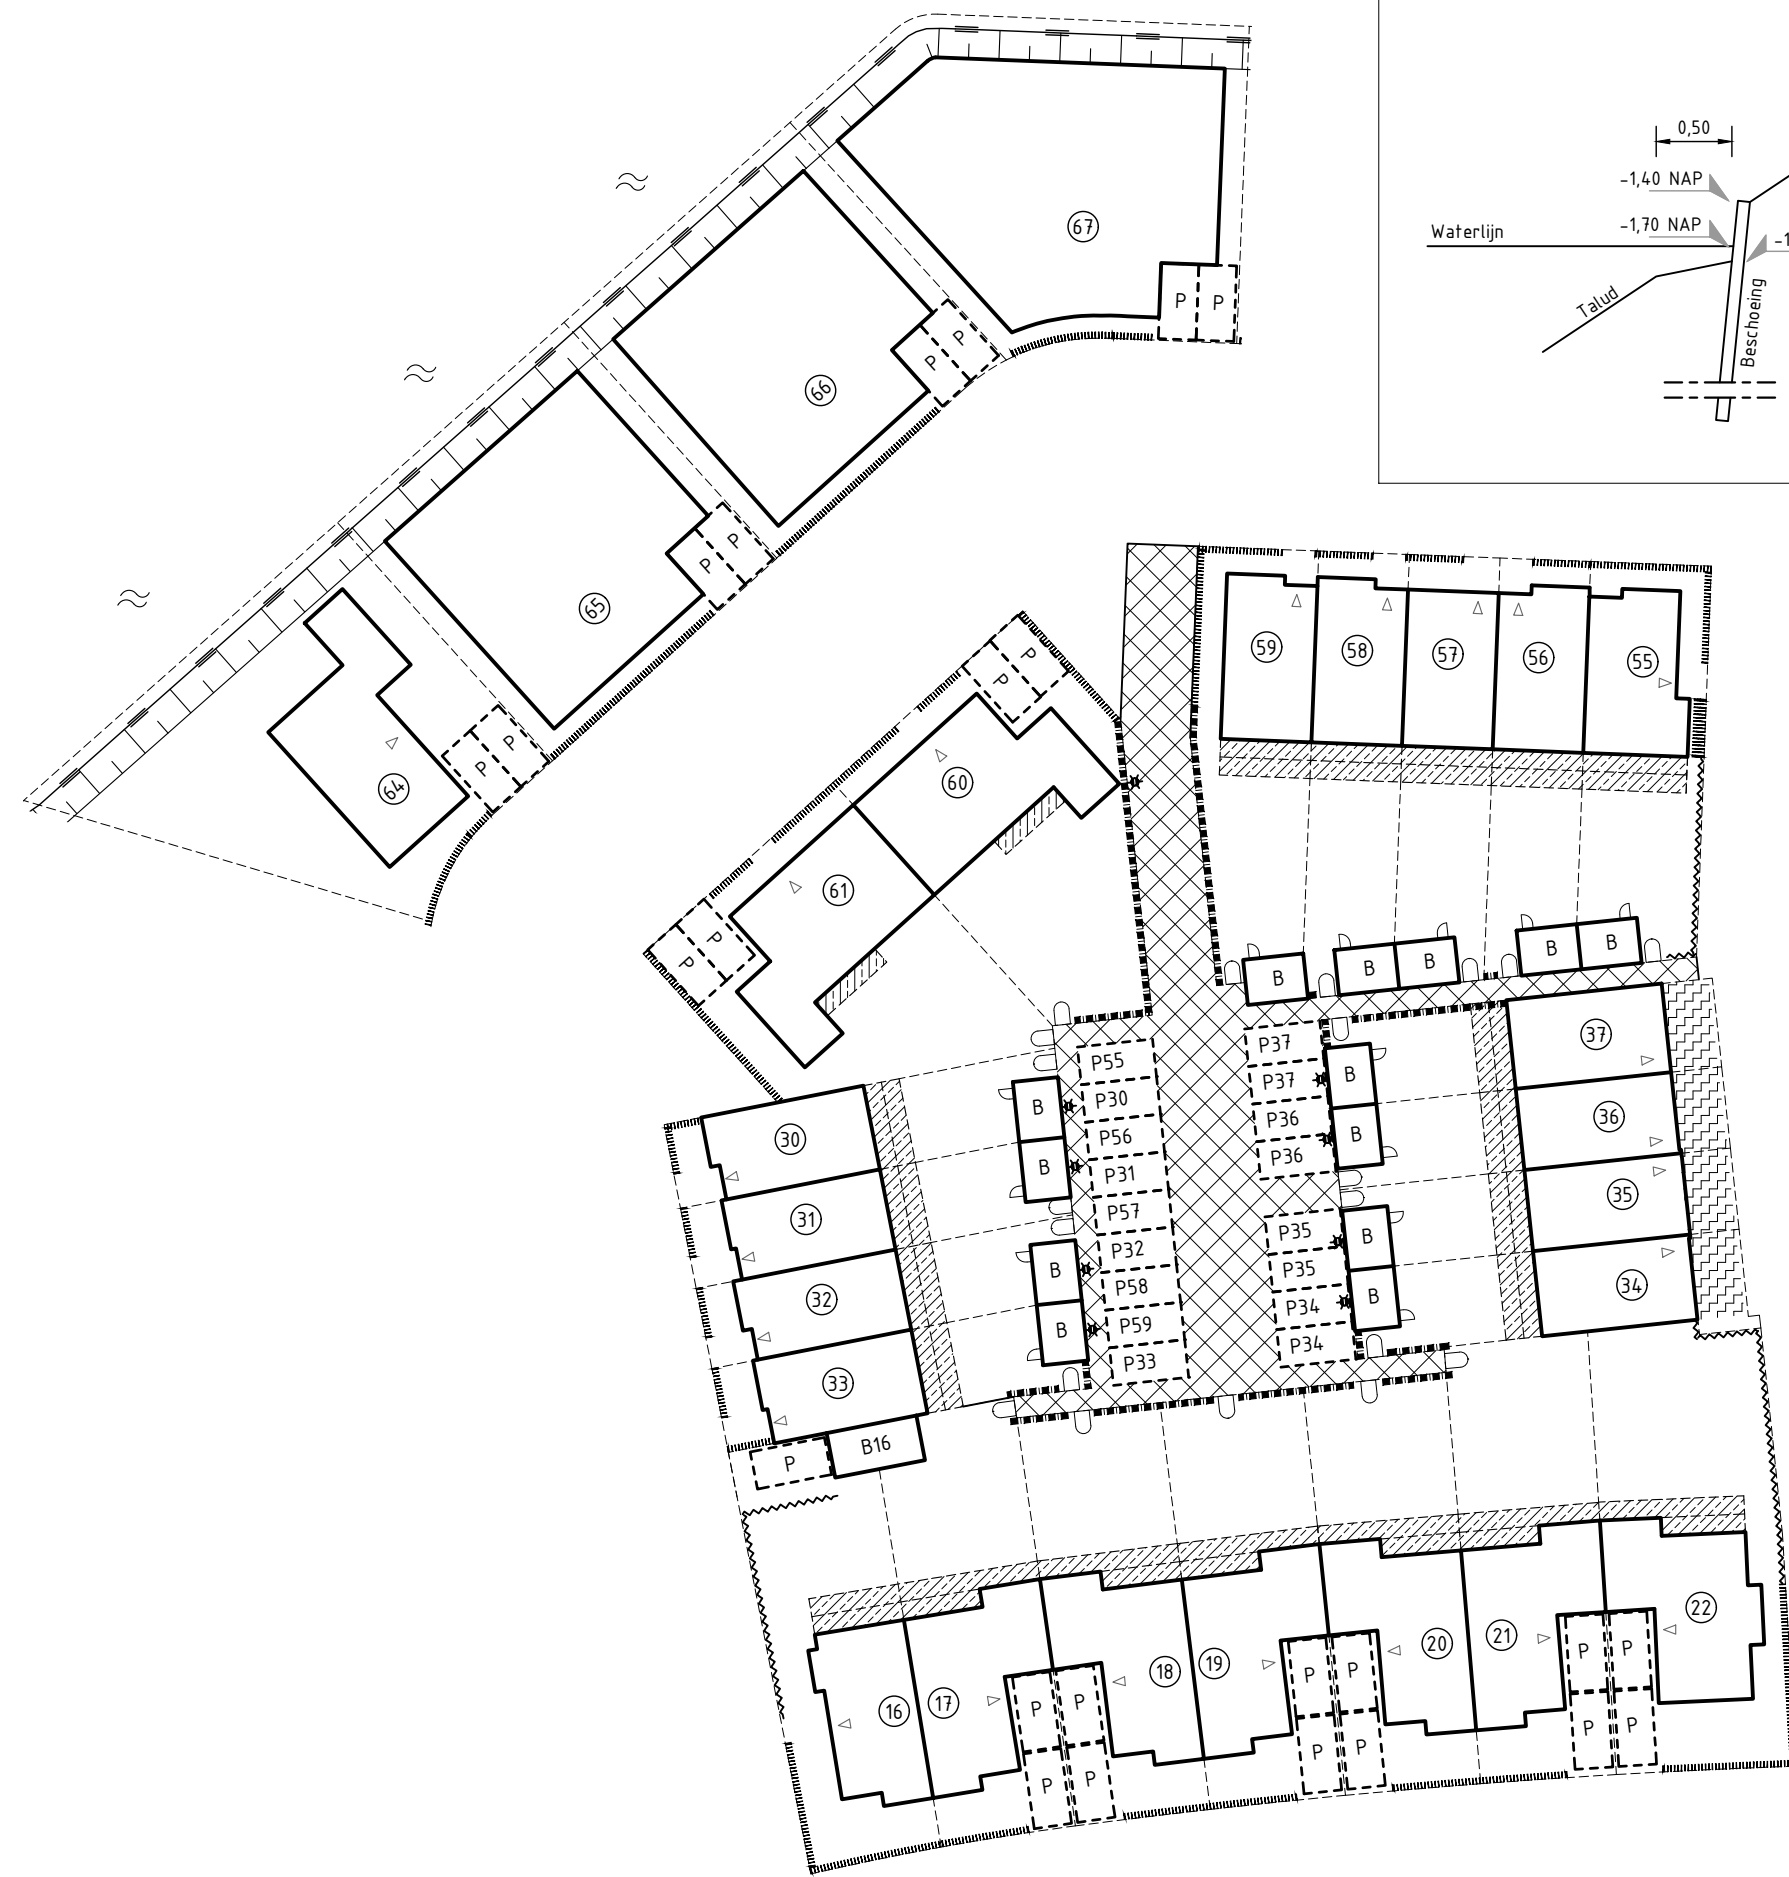 0,50
-1,40 NAP
-1,70 NAP
-1
Waterlijn
Talud
Beschoeing
67
P P
66
P P
65
P P
64
P P
59 58 57 56 55
P P
60
61
P P
B B B B B
P55
P30
P56
P31
P57
P32
P58
P59
P33
P37
P37
P36
P36
P35
P35
P34
P34
B
B
B
B
B
B
B
B
37
36
35
34
30
31
32
33
P B16
16 17 18 19 20 21 22
P P P P P P
P P P P P P